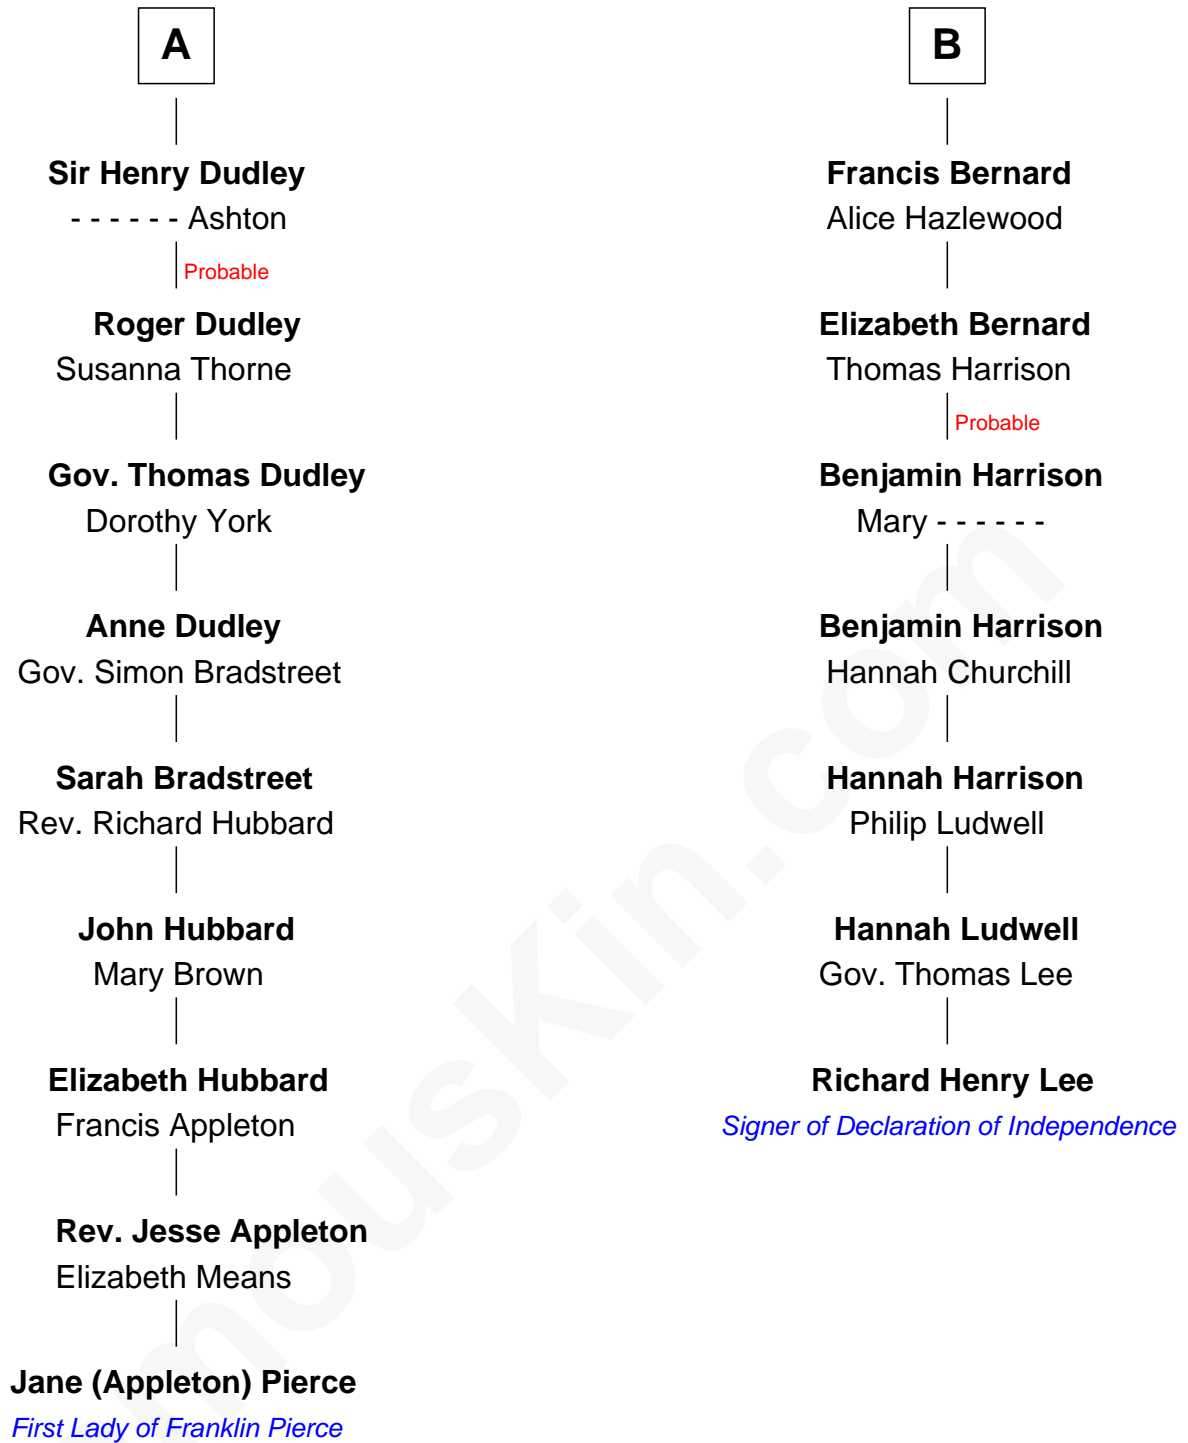 A
Sir Henry Dudley
- - - - - - Ashton
Probable
Roger Dudley
Susanna Thorne
Gov. Thomas Dudley
Dorothy York
Anne Dudley
Gov. Simon Bradstreet
Sarah Bradstreet
Rev. Richard Hubbard
John Hubbard
Mary Brown
Elizabeth Hubbard
Francis Appleton
Rev. Jesse Appleton
Elizabeth Means
Jane (Appleton) Pierce
First Lady of Franklin Pierce
B
Francis Bernard
Alice Hazlewood
Elizabeth Bernard
Thomas Harrison
Probable
Benjamin Harrison
Mary - - - - - -
Benjamin Harrison
Hannah Churchill
Hannah Harrison
Philip Ludwell
Hannah Ludwell
Gov. Thomas Lee
Richard Henry Lee
Signer of Declaration of Independence
mousKin.com